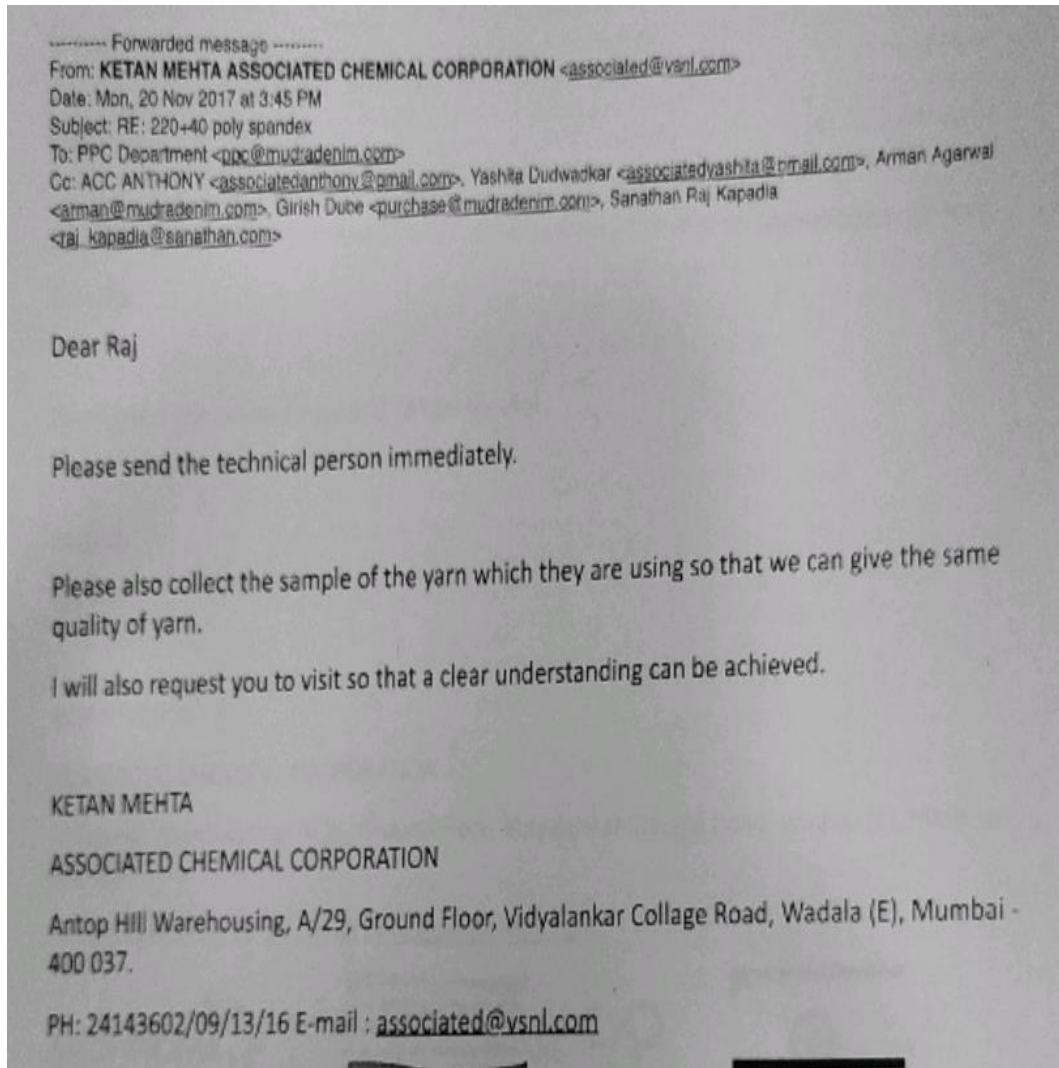 ---------- Forwarded message ---------
From: KETAN MEHTA ASSOCIATED CHEMICAL CORPORATION <associated@vsnl.com>
Date: Mon, 20 Nov 2017 at 3:45 PM
Subject: RE: 220+40 poly spandex
To: PPC Department <ppc@mudradenim.com>
Cc: ACC ANTHONY <associatedanthony@gmail.com>, Yashita Dudwadkar <associatedyashita@gmail.com>, Arman Agarwal
<arman@mudradenim.com>, Girish Dube <purchase@mudradenim.com>, Sanathan Raj Kapadia
<raj_kapadia@sanathan.com>
Dear Raj
Please send the technical person immediately.
Please also collect the sample of the yarn which they are using so that we can give the same
quality of yarn.
I will also request you to visit so that a clear understanding can be achieved.
KETAN MEHTA
ASSOCIATED CHEMICAL CORPORATION
Antop Hill Warehousing, A/29, Ground Floor, Vidyalankar Collage Road, Wadala (E), Mumbai -
400 037.
PH: 24143602/09/13/16 E-mail : associated@vsnl.com